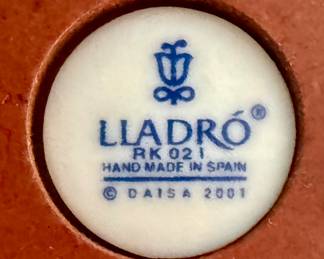 LLADRÓ®
RK 021
HAND MADE IN SPAIN
© DAISA 2001